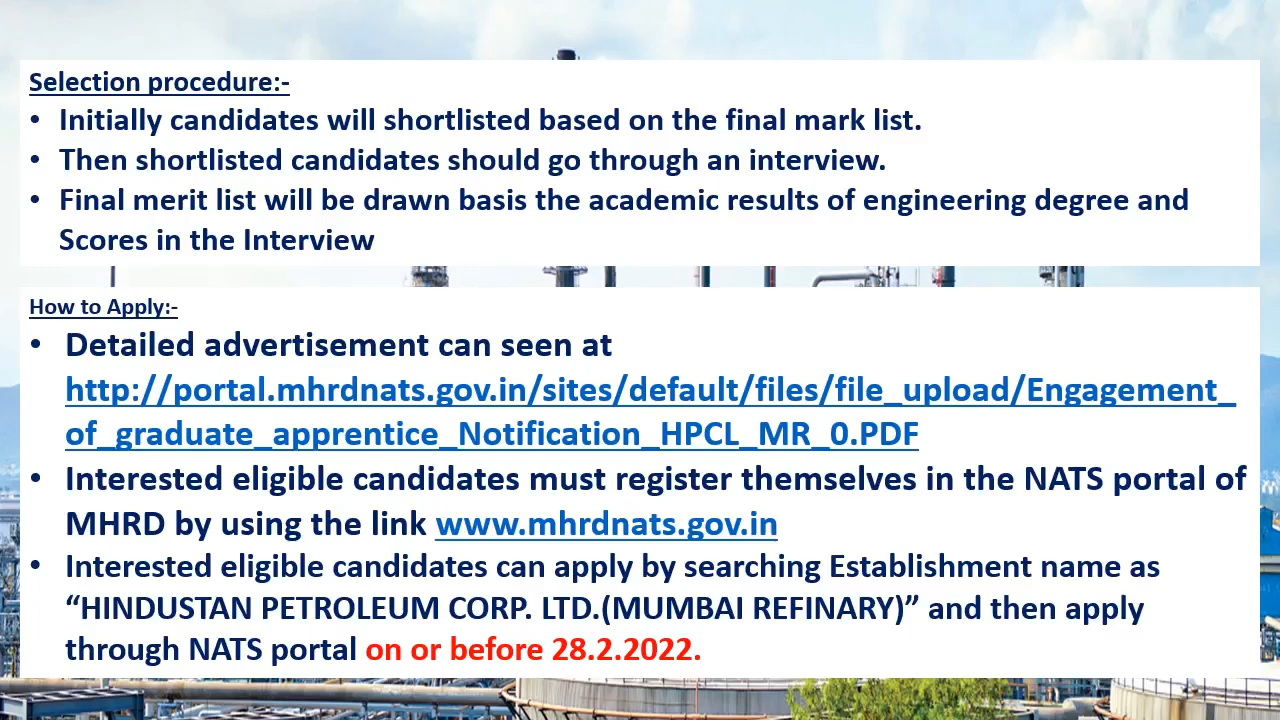 Selection procedure:-
• Initially candidates will shortlisted based on the final mark list.
• Then shortlisted candidates should go through an interview.
• Final merit list will be drawn basis the academic results of engineering degree and
Scores in the Interview
How to Apply:-
• Detailed advertisement can seen at
http://portal.mhrdnats.gov.in/sites/default/files/file_upload/Engagement_
of_graduate_apprentice_Notification_HPCL_MR_0.PDF
• Interested eligible candidates must register themselves in the NATS portal of
MHRD by using the link www.mhrdnats.gov.in
• Interested eligible candidates can apply by searching Establishment name as
“HINDUSTAN PETROLEUM CORP. LTD.(MUMBAI REFINARY)” and then apply
through NATS portal on or before 28.2.2022.